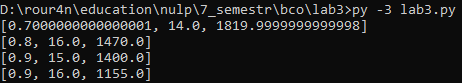 D:\rour4n\education\nulp\7_semestr\bco\lab3>py -3 lab3.py
[0.7000000000000001, 14.0, 1819.9999999999998]
[0.8, 16.0, 1470.0]
[0.9, 15.0, 1400.0]
[0.9, 16.0, 1155.0]